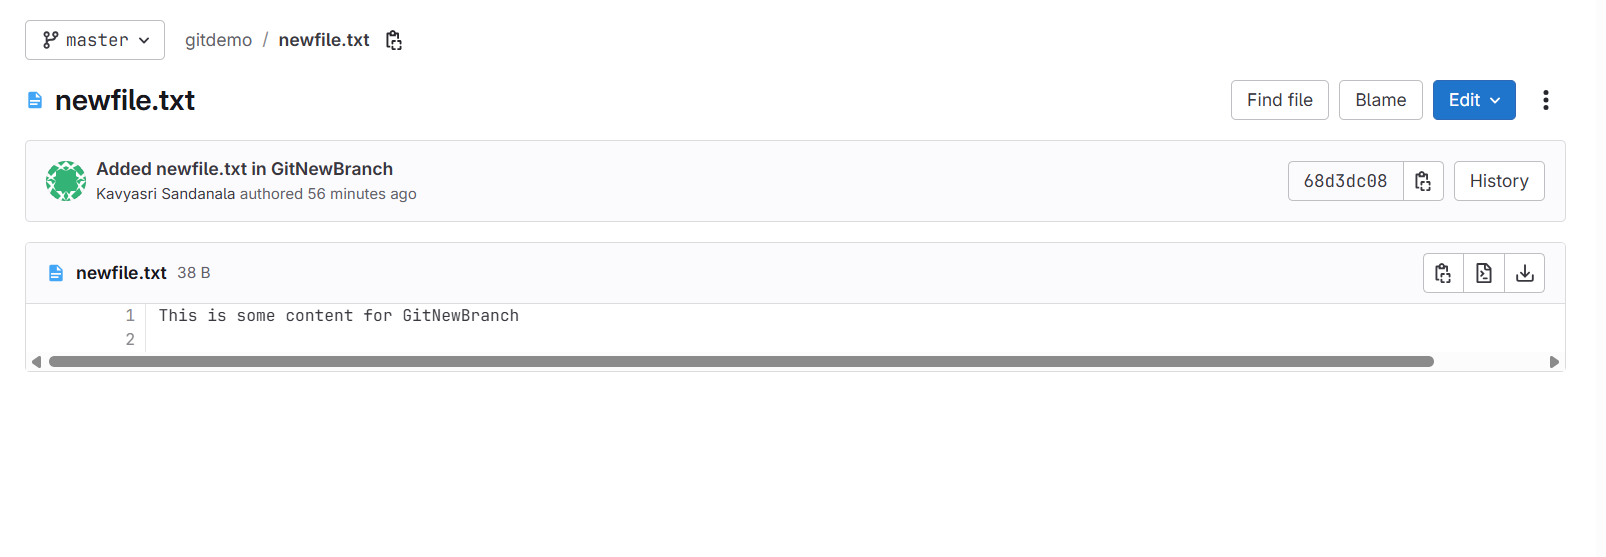 master gitdemo / newfile.txt
newfile.txt Find file Blame Edit
Added newfile.txt in GitNewBranch
Kavyasri Sandanala authored 56 minutes ago
68d3dc08 History
newfile.txt 38 B
1 This is some content for GitNewBranch
2